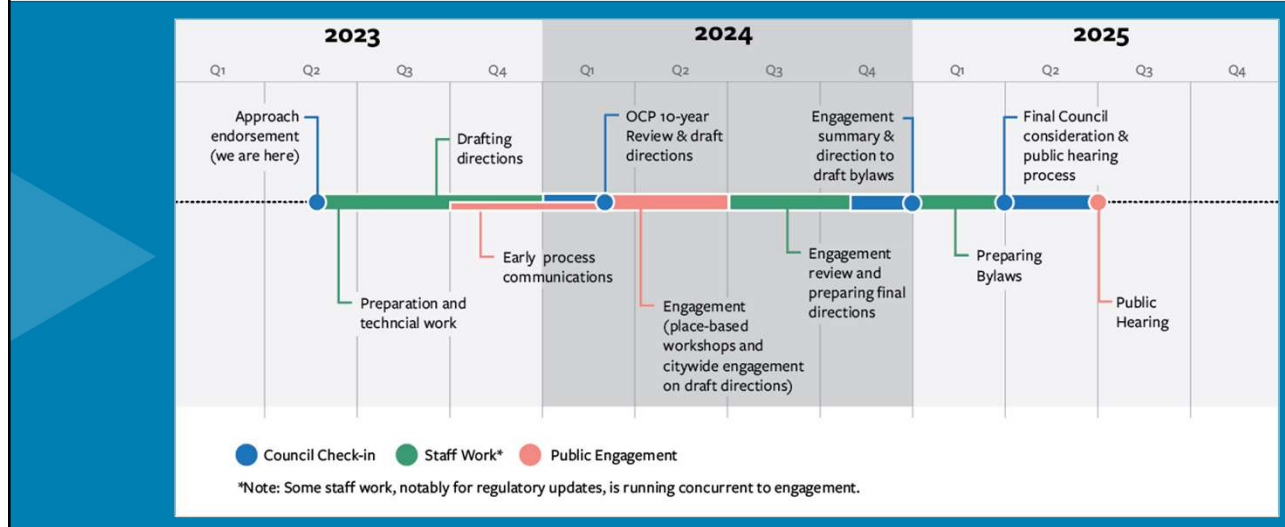 2023
2024
2025
Q1
Q2
Q3
Q4
Q1
Q2
Q3
Q4
Q1
Q2
Q3
Q4
Approach
endorsement
(we are here)
Drafting
directions
OCP 10-year
Review & draft
directions
Engagement
summary &
direction to
draft bylaws
Final Council
consideration &
public hearing
process
Early process
communications
Preparation and
techncial work
Engagement
(place-based
workshops and
citywide engagement
on draft directions)
Engagement
review and
preparing final
directions
Preparing
Bylaws
Public
Hearing
Council Check-in
Staff Work*
Public Engagement
*Note: Some staff work, notably for regulatory updates, is running concurrent to engagement.